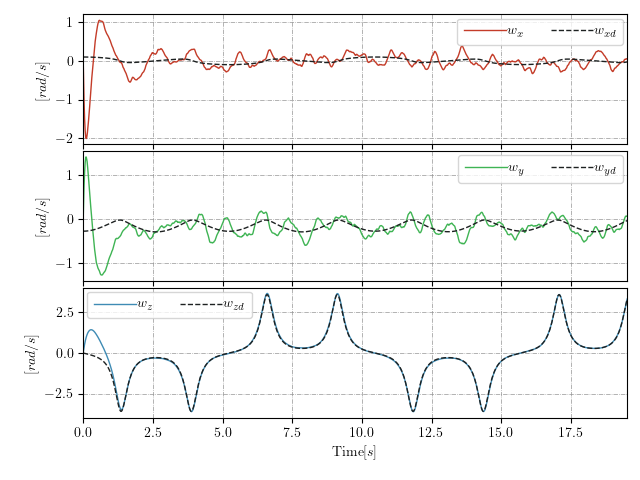 1
0
−1
−2
[rad/s]
w_x
w_xd
1
0
−1
[rad/s]
w_y
w_yd
2.5
0.0
−2.5
[rad/s]
w_z
w_zd
0.0 2.5 5.0 7.5 10.0 12.5 15.0 17.5
Time[s]